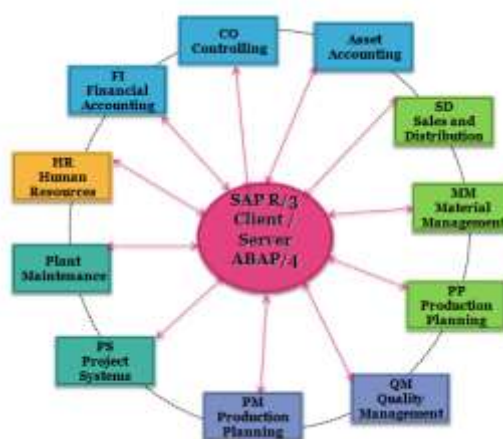 CO
Controlling
Asset
Accounting
FI
Financial
Accounting
SD
Sales and
Distribution
HR
Human
Resources
SAP R/3
Client /
Server
ABAP/4
MM
Material
Management
Plant
Maintenance
PP
Production
Planning
PS
Project
Systems
QM
Quality
Management
PM
Production
Planning